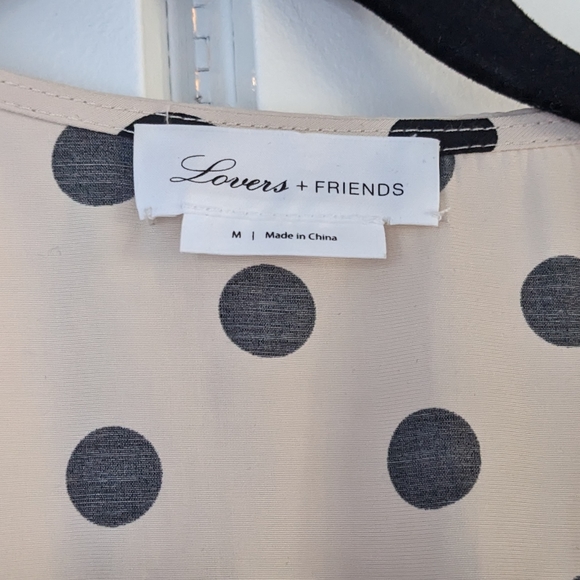 Lovers + FRIENDS
M | Made in China